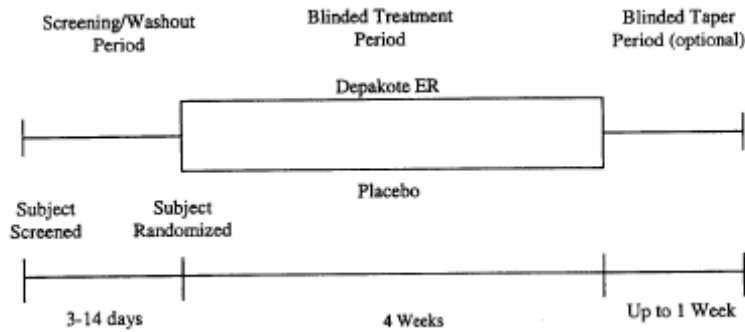 Screening/Washout
Period
Blinded Treatment
Period
Blinded Taper
Period (optional)
Depakote ER
Placebo
Subject
Screened
Subject
Randomized
3-14 days
4 Weeks
Up to 1 Week